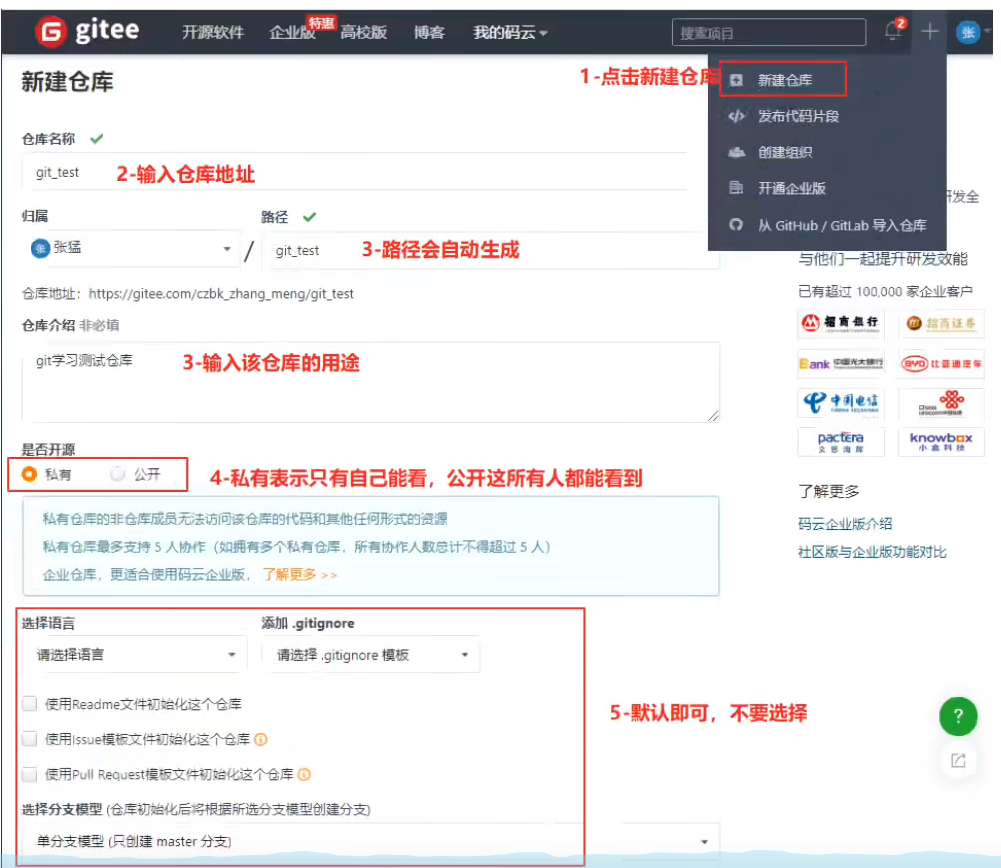 gitee
开源软件
企业版
特惠
高校版
博客
我的码云
搜索项目
2
张
新建仓库
1-点击新建仓库
新建仓库
发布代码片段
创建组织
开通企业版
从 GitHub / GitLab 导入仓库
仓库名称
git_test
2-输入仓库地址
归属
路径
张 张猛
/
git_test
3-路径会自动生成
仓库地址：https://gitee.com/czbk_zhang_meng/git_test
仓库介绍 非必填
git学习测试仓库
3-输入该仓库的用途
是否开源
私有
公开
4-私有表示只有自己能看，公开这所有人都能看到
私有仓库的非仓库成员无法访问该仓库的代码和其他任何形式的资源
私有仓库最多支持 5 人协作（如拥有多个私有仓库，所有协作人数总计不得超过 5 人）
企业仓库，更适合使用码云企业版，了解更多 >>
选择语言
添加 .gitignore
请选择语言
请选择 .gitignore 模板
使用Readme文件初始化这个仓库
使用Issue模板文件初始化这个仓库
使用Pull Request模板文件初始化这个仓库
5-默认即可，不要选择
选择分支模型 (仓库初始化后将根据所选分支模型创建分支)
单分支模型 (只创建 master 分支)
研发全
与他们一起提升研发效能
已有超过 100,000 家企业客户
招商银行
招商证券
Bank 中国光大银行
BYD 比亚迪汽车
中国电信
CHINA TELECOM
China
unicom中国联通
pactera
文思海辉
knowbox
小盒科技
了解更多
码云企业版介绍
社区版与企业版功能对比
?